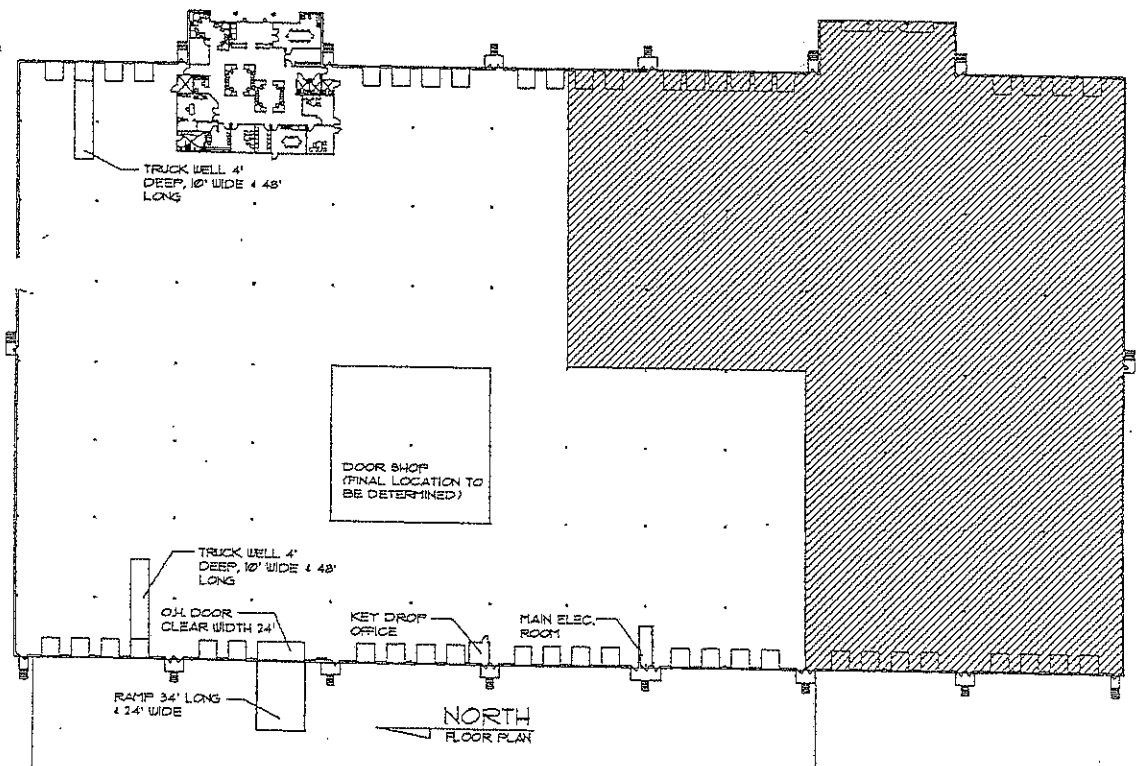 TRUCK WELL 4'
DEEP, 10' WIDE & 48'
LONG
DOOR SHOP
(FINAL LOCATION TO
BE DETERMINED)
TRUCK WELL 4'
DEEP, 10' WIDE & 48'
LONG
O.H. DOOR
CLEAR WIDTH 24'
KEY DROP
OFFICE
MAIN ELEC.
ROOM
RAMP 34' LONG
& 24' WIDE
NORTH
FLOOR PLAN